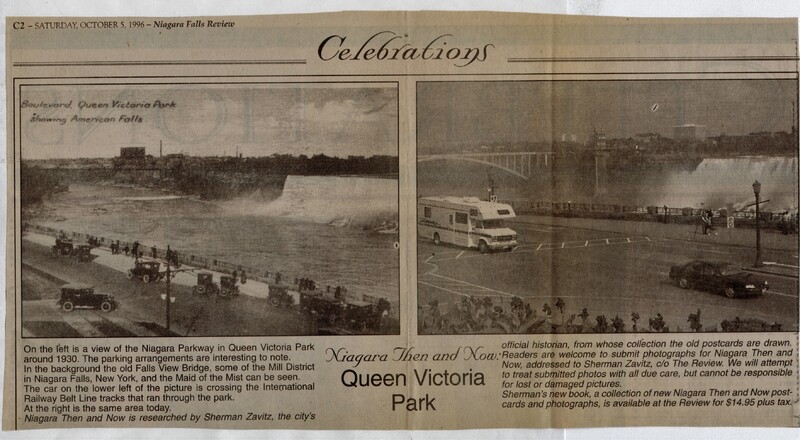 C2 – SATURDAY, OCTOBER 5, 1996 – Niagara Falls Review
Celebrations
Boulevard, Queen Victoria Park
Showing American Falls
On the left is a view of the Niagara Parkway in Queen Victoria Park
around 1930. The parking arrangements are interesting to note.
In the background the old Falls View Bridge, some of the Mill District
in Niagara Falls, New York, and the Maid of the Mist can be seen.
The car on the lower left of the picture is crossing the International
Railway Belt Line tracks that ran through the park.
At the right is the same area today.
Niagara Then and Now is researched by Sherman Zavitz, the city's
Niagara Then and Now:
Queen Victoria
Park
official historian, from whose collection the old postcards are drawn.
Readers are welcome to submit photographs for Niagara Then and
Now, addressed to Sherman Zavitz, c/o The Review. We will attempt
to treat submitted photos with all due care, but cannot be responsible
for lost or damaged pictures.
Sherman's new book, a collection of new Niagara Then and Now post-
cards and photographs, is available at the Review for $14.95 plus tax.